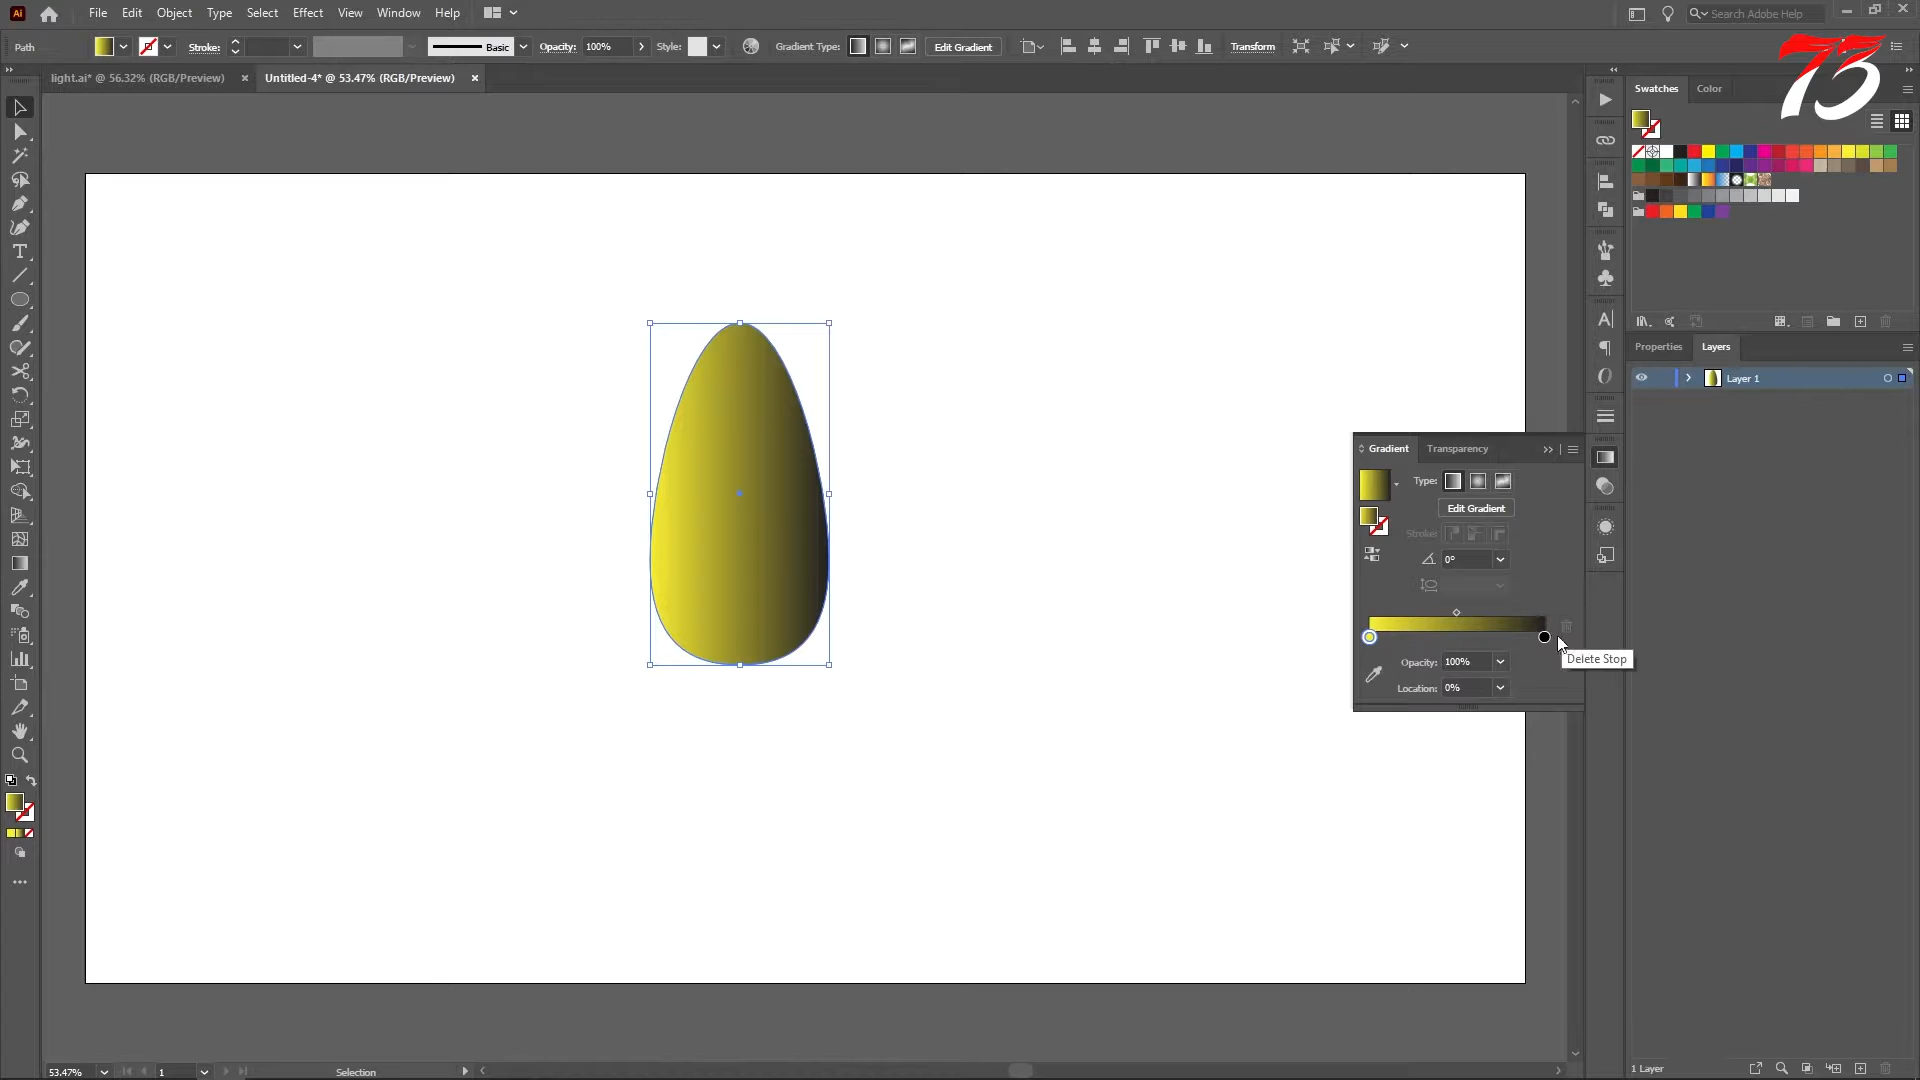 Ai File Edit Object Type Select Effect View Window Help Search Adobe Help
Path Stroke: Basic Opacity: 100% Style: Gradient Type: Edit Gradient Transform
light.ai* @ 56.32% (RGB/Preview) × Untitled-4* @ 53.47% (RGB/Preview) ×
73
Swatches Color
Properties Layers
Layer 1
Gradient Transparency
Type:
Edit Gradient
Stroke:
0°
Delete Stop
Opacity: 100%
Location: 0%
53.47% 1 Selection
1 Layer